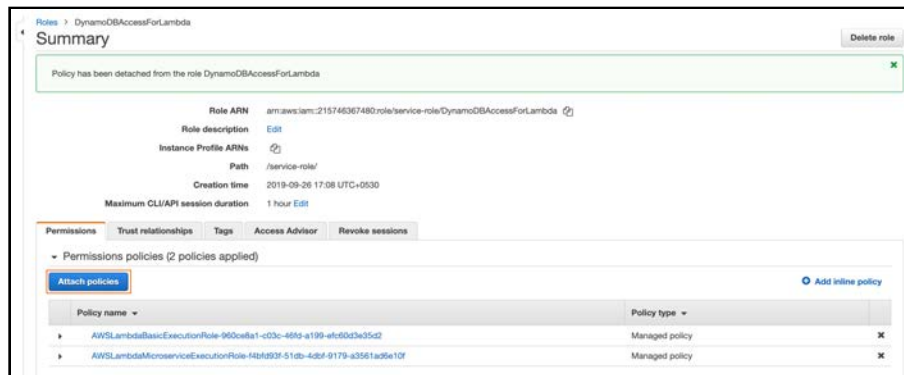 Roles > DynamoDBAccessForLambda
Summary
Delete role
Policy has been detached from the role DynamoDBAccessForLambda
Role ARN arn:aws:iam::215746367480:role/service-role/DynamoDBAccessForLambda
Role description Edit
Instance Profile ARNs
Path /service-role/
Creation time 2019-09-26 17:08 UTC+0530
Maximum CLI/API session duration 1 hour Edit
Permissions Trust relationships Tags Access Advisor Revoke sessions
Permissions policies (2 policies applied)
Attach policies Add inline policy
Policy name Policy type
AWSLambdaBasicExecutionRole-960ce8a1-c03c-46fd-a199-efc60d3e35d2 Managed policy
AWSLambdaMicroserviceExecutionRole-f4bfd93f-51db-4dbf-9179-a3561ad6e10f Managed policy